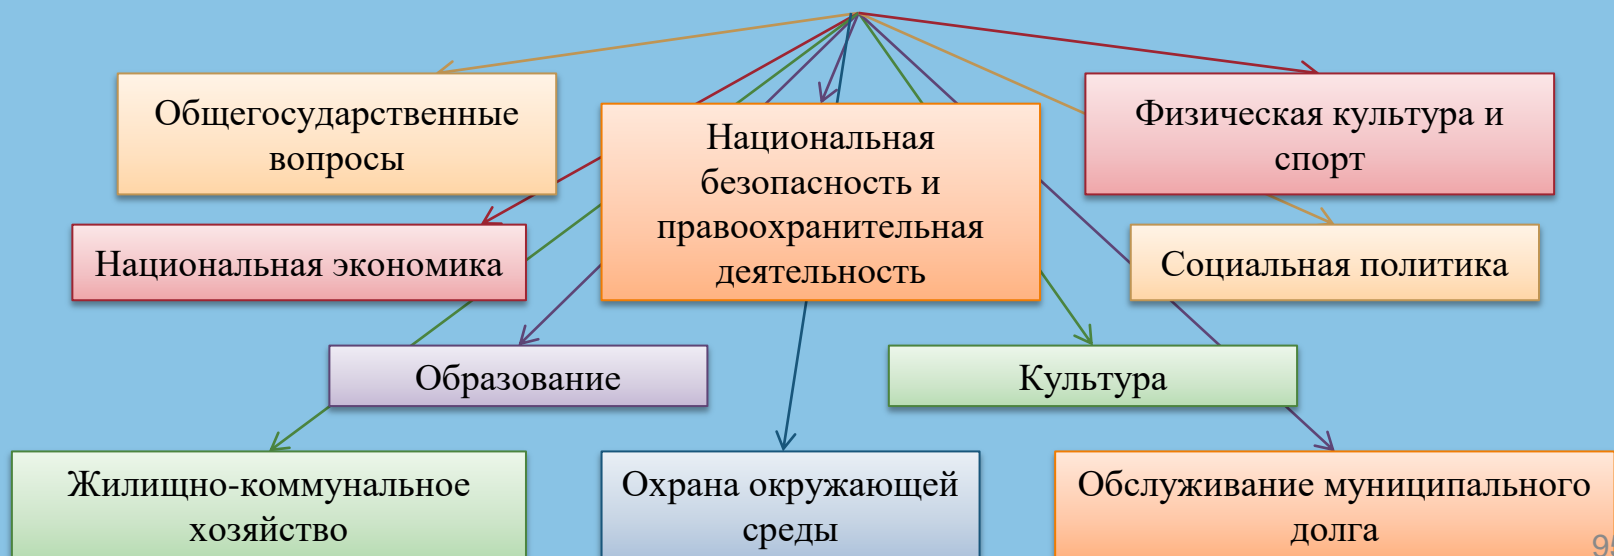 Общегосударственные
вопросы
Национальная
безопасность и
правоохранительная
деятельность
Физическая культура и
спорт
Национальная экономика
Социальная политика
Образование
Культура
Жилищно-коммунальное
хозяйство
Охрана окружающей
среды
Обслуживание муниципального
долга